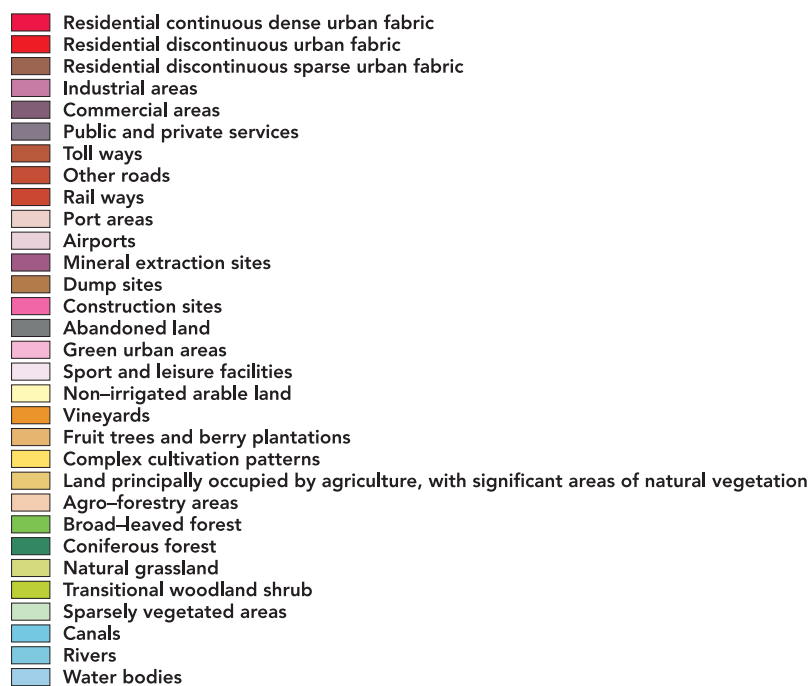 Residential continuous dense urban fabric
Residential discontinuous urban fabric
Residential discontinuous sparse urban fabric
Industrial areas
Commercial areas
Public and private services
Toll ways
Other roads
Rail ways
Port areas
Airports
Mineral extraction sites
Dump sites
Construction sites
Abandoned land
Green urban areas
Sport and leisure facilities
Non–irrigated arable land
Vineyards
Fruit trees and berry plantations
Complex cultivation patterns
Land principally occupied by agriculture, with significant areas of natural vegetation
Agro–forestry areas
Broad–leaved forest
Coniferous forest
Natural grassland
Transitional woodland shrub
Sparsely vegetated areas
Canals
Rivers
Water bodies